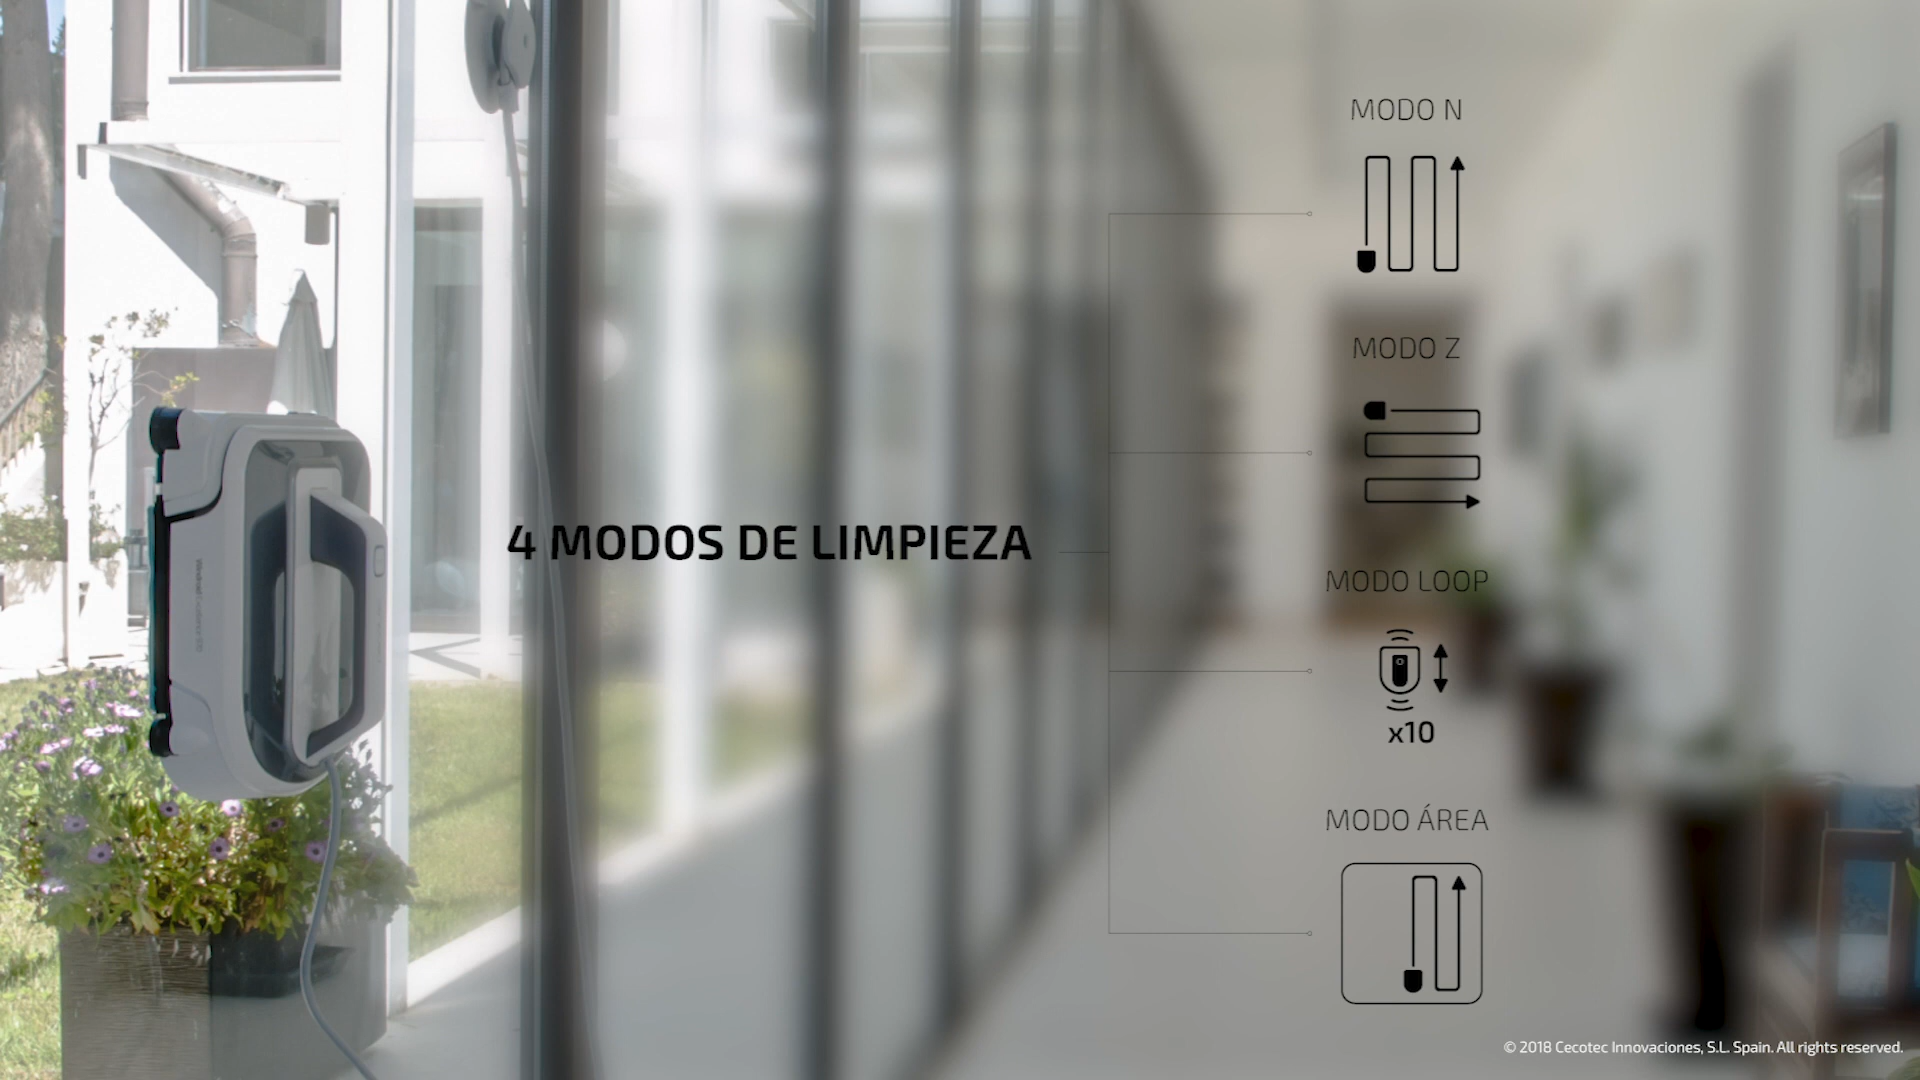 4 MODOS DE LIMPIEZA
MODO N
MODO Z
MODO LOOP
x10
MODO ÁREA
© 2018 Cecotec Innovaciones, S.L. Spain. All rights reserved.